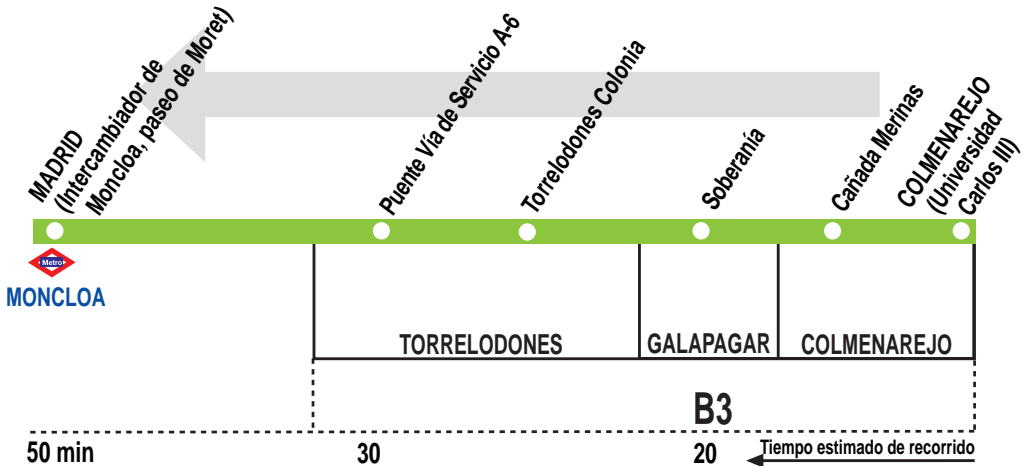 MADRID
(Intercambiador de
Moncloa, paseo de Moret)
Puente Vía de Servicio A-6
Torrelodones Colonia
Soberanía
Cañada Merinas
COLMENAREJO
(Universidad
Carlos III)
Metro
MONCLOA
TORRELODONES
GALAPAGAR
COLMENAREJO
B3
50 min
30
20
Tiempo estimado de recorrido